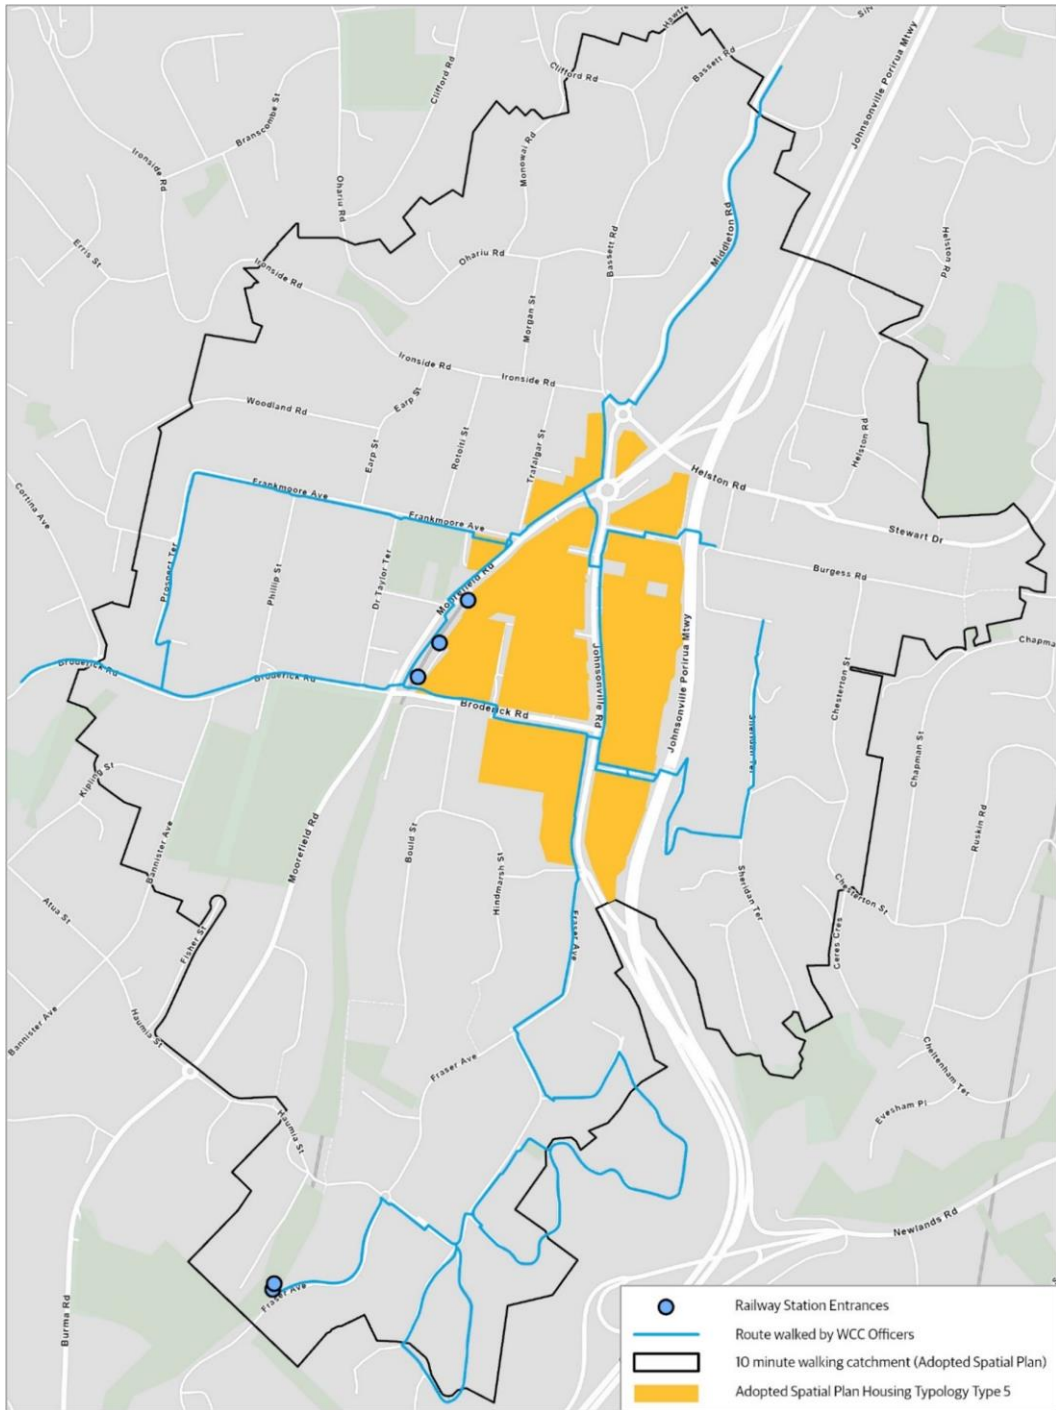 Hawtre
Silv
Bassett Rd
Johnsonville Porirua Mtwy
Clifford Rd
Clifford Rd
Branscombe St
Monowai Rd
Ironside Rd
Ohariu Rd
Middleton Rd
Bassett Rd
Helston Rd
Erris St
Ironside Rd
Ohariu Rd
Morgan St
Ironside Rd
Ironside Rd
Woodland Rd
Earp St
Earp St
Rotoiti St
Trafalgar St
Helston Rd
Helston Rd
Cortina Ave
Frankmoore Ave
Frankmoore Ave
Stewart Dr
Prospect Ter
Phillip St
Dr Taylor Ter
Moorefield Rd
Burgess Rd
Chapma
Broderick Rd
Broderick Rd
Broderick Rd
Johnsonville Rd
Johnsonville Porirua Mtwy
Sheridan Ter
Chesterton St
Chapman St
Kipling St
Moorefield Rd
Bould St
Bannister Ave
Hindmarsh St
Ruskin Rd
Sheridan Ter
Chesterton St
Atua St
Fisher St
Fraser Ave
Ceres Cres
Bannister Ave
Haumia St
Fraser Ave
Cheltenham Ter
Evesham Pl
Haumia St
Newlands Rd
Fraser Ave
Burma Rd
Railway Station Entrances
Route walked by WCC Officers
10 minute walking catchment (Adopted Spatial Plan)
Adopted Spatial Plan Housing Typology Type 5